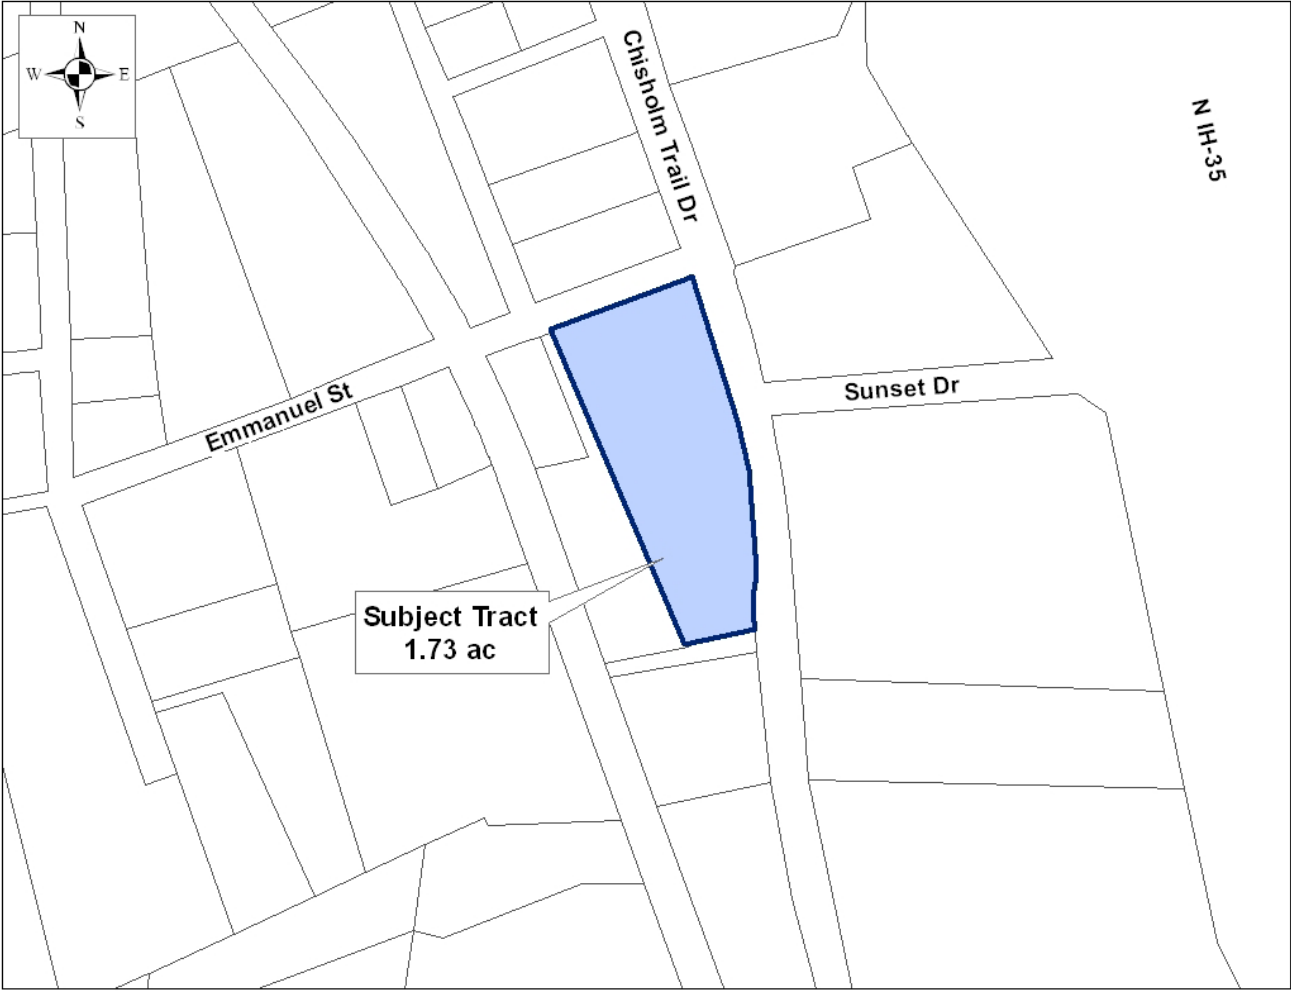 N
W E
S
Chisholm Trail Dr
N IH-35
Sunset Dr
Emmanuel St
Subject Tract
1.73 ac